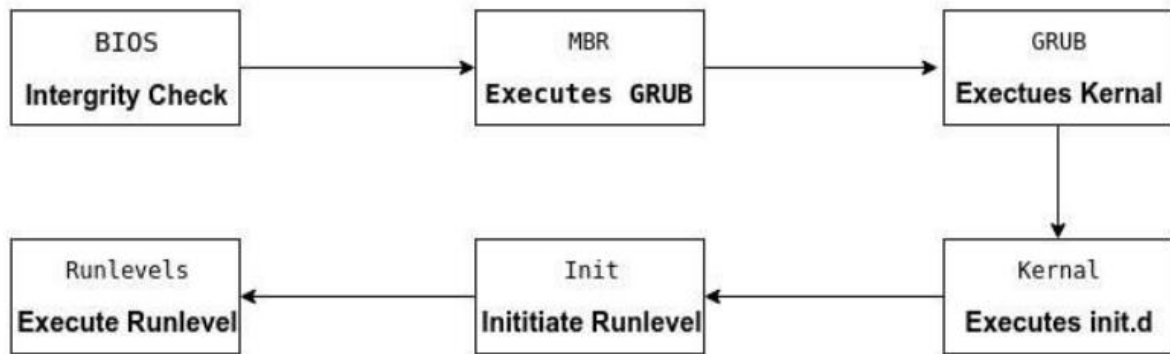 BIOS
Intergrity Check
MBR
Executes GRUB
GRUB
Exectues Kernal
Kernal
Executes init.d
Init
Inititiate Runlevel
Runlevels
Execute Runlevel